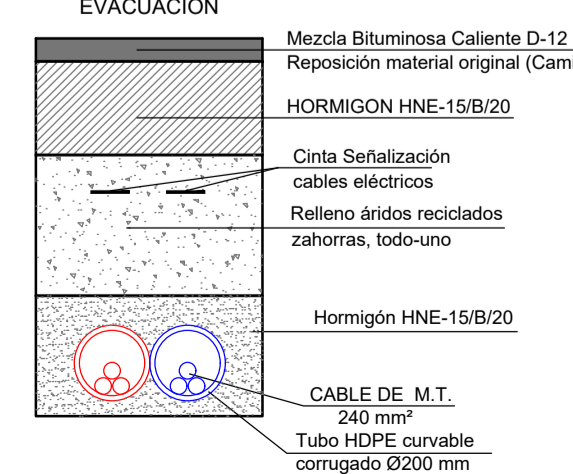 EVACUACIÓN
Mezcla Bituminosa Caliente D-12
Reposición material original (Cami
HORMIGON HNE-15/B/20
Cinta Señalización
cables eléctricos
Relleno áridos reciclados
zahorras, todo-uno
Hormigón HNE-15/B/20
CABLE DE M.T.
240 mm²
Tubo HDPE curvable
corrugado Ø200 mm